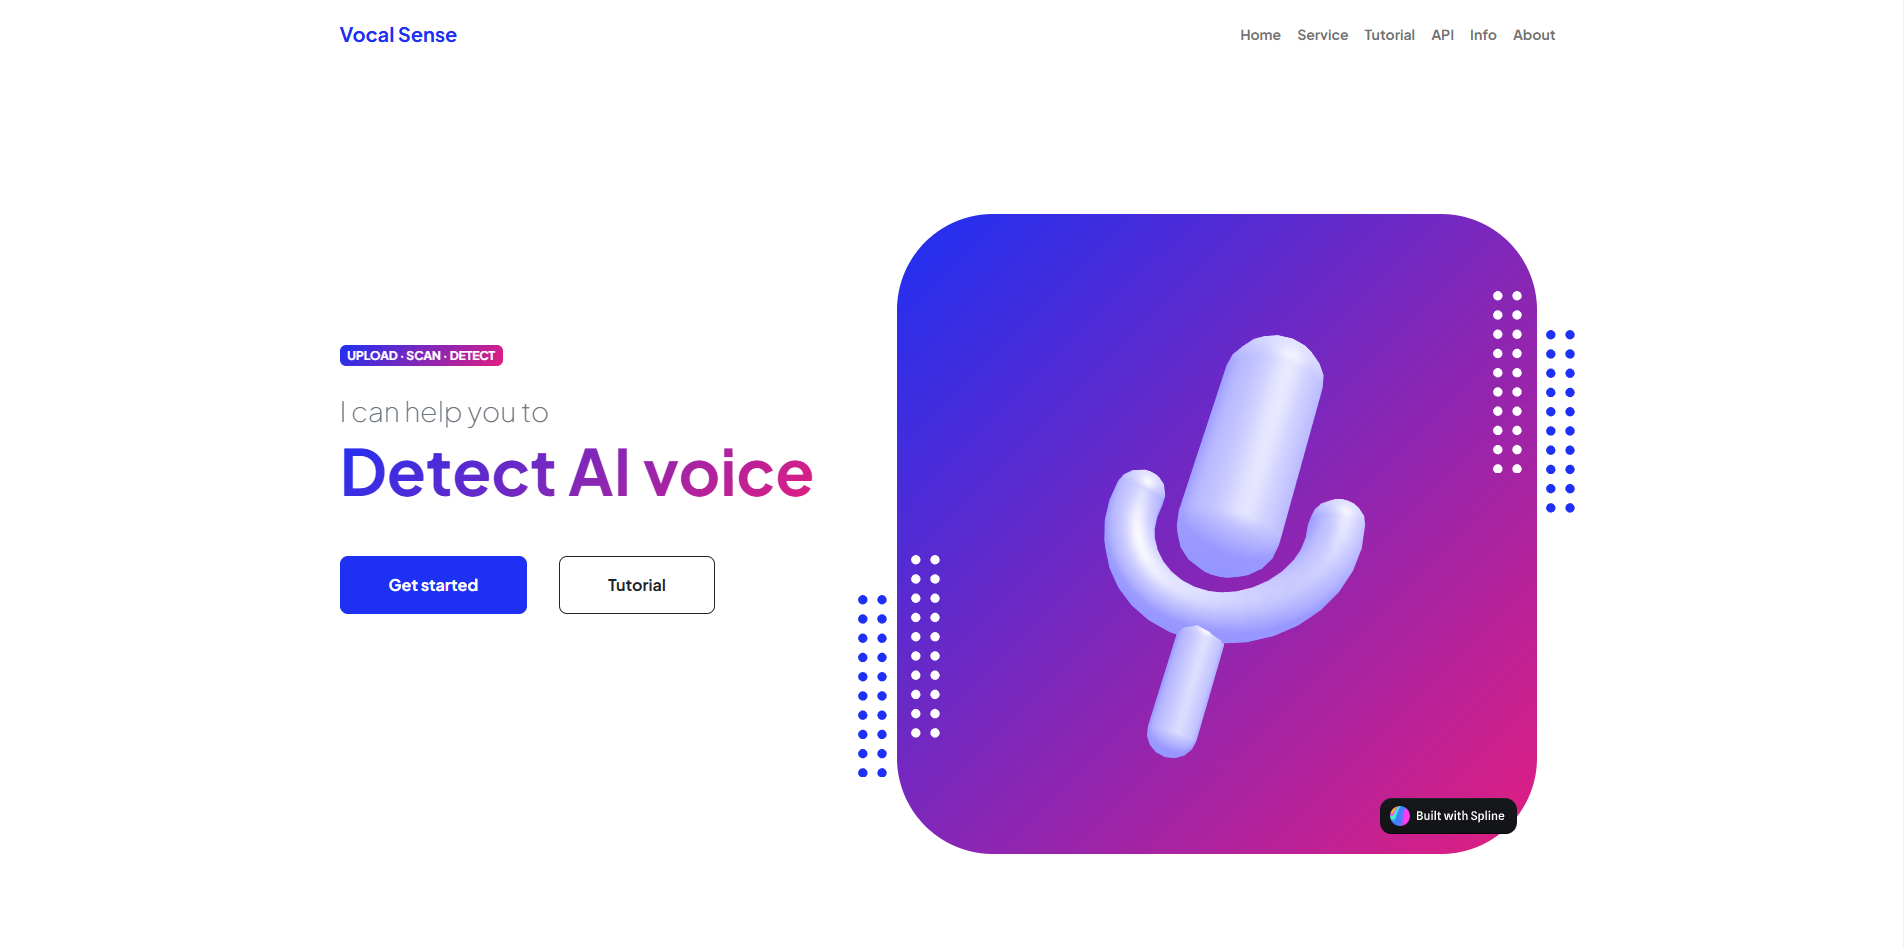 Vocal Sense
Home Service Tutorial API Info About
UPLOAD · SCAN · DETECT
I can help you to
Detect AI voice
Get started
Tutorial
Built with Spline